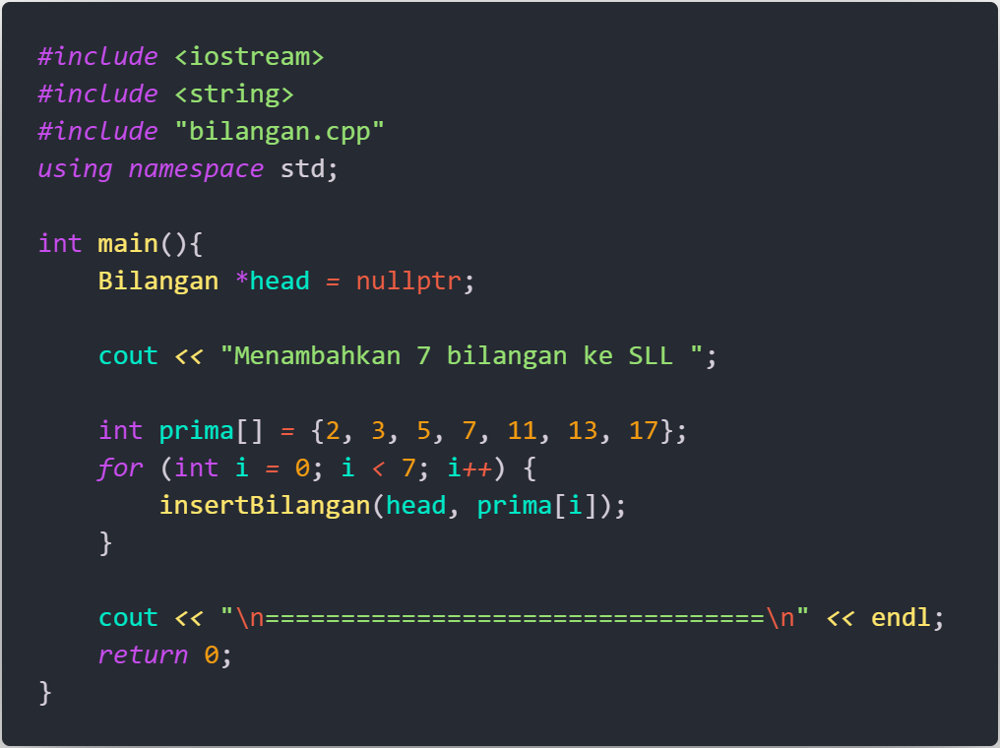 #include <iostream>
#include <string>
#include "bilangan.cpp"
using namespace std;

int main(){
    Bilangan *head = nullptr;

    cout << "Menambahkan 7 bilangan ke SLL ";

    int prima[] = {2, 3, 5, 7, 11, 13, 17};
    for (int i = 0; i < 7; i++) {
        insertBilangan(head, prima[i]);
    }

    cout << "\n=================================\n" << endl;
    return 0;
}